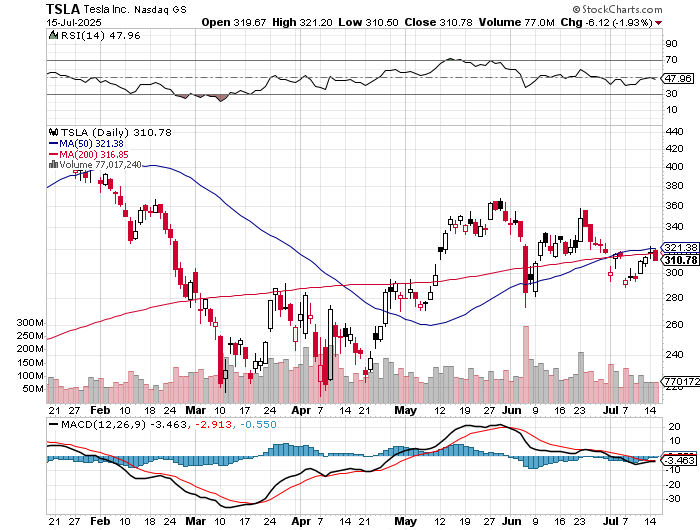 TSLA Tesla Inc. Nasdaq GS
© StockCharts.com
15-Jul-2025
Open 319.67 High 321.20 Low 310.50 Close 310.78 Volume 77.0M Chg -6.12 (-1.93%)
RSI(14) 47.96
90
70
47.96
30
10
TSLA (Daily) 310.78
MA(50) 321.38
MA(200) 316.85
Volume 77,017,240
440
420
400
380
360
340
321.38
310.78
300
280
260
240
220
300M
250M
200M
150M
100M
50M
770172
21 27 Feb 10 18 24 Mar 10 17 24 Apr 7 14 21 May 12 19 27 Jun 9 16 23 Jul 7 14
MACD(12,26,9) -3.463, -2.913, -0.550
20
10
-3.463
-10
-20
-30
21 27 Feb 10 18 24 Mar 10 17 24 Apr 7 14 21 May 12 19 27 Jun 9 16 23 Jul 7 14